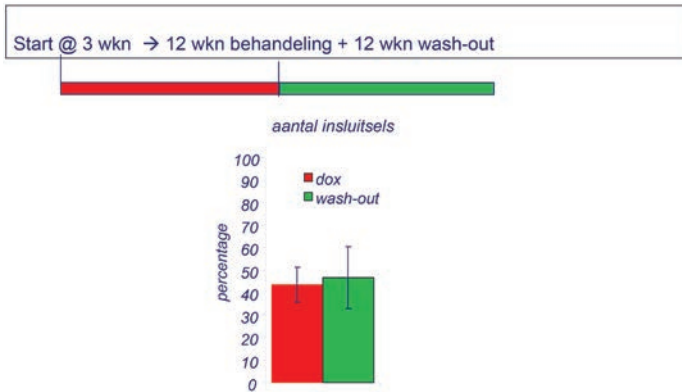 Start @ 3 wkn → 12 wkn behandeling + 12 wkn wash-out
aantal insluitsels
percentage
100
90
80
70
60
50
40
30
20
10
0
dox
wash-out